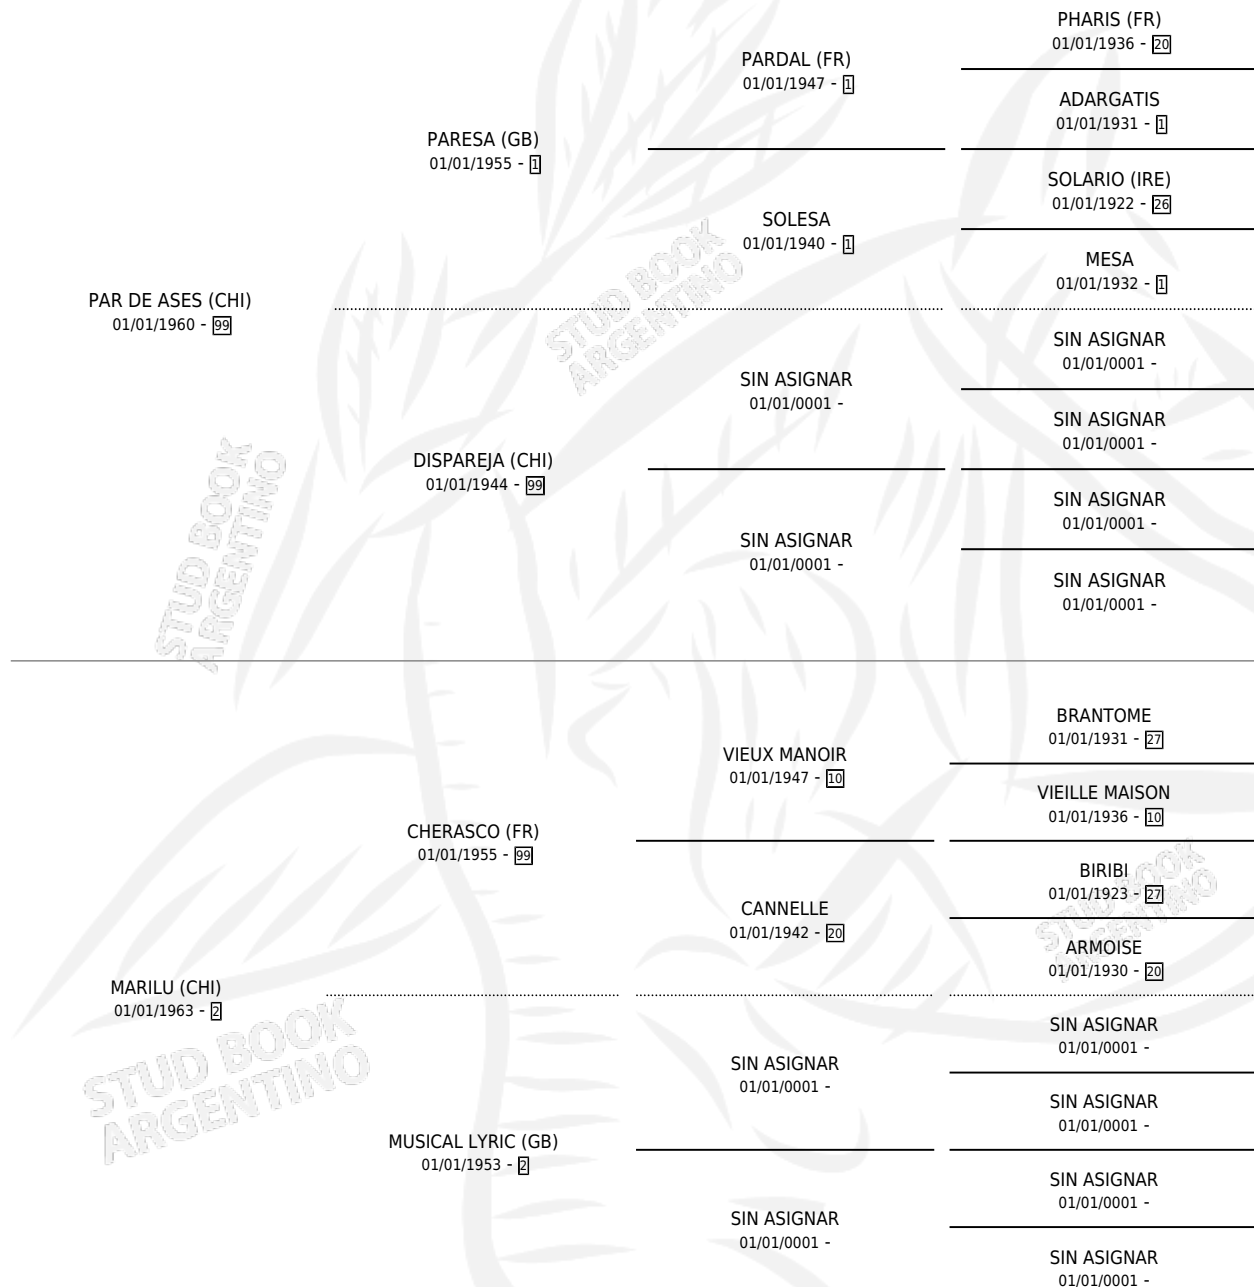 PHARIS (FR)
01/01/1936 - 20
PARDAL (FR)
01/01/1947 - 1
ADARGATIS
01/01/1931 - 1
PARESA (GB)
01/01/1955 - 1
SOLARIO (IRE)
01/01/1922 - 26
SOLESA
01/01/1940 - 1
MESA
01/01/1932 - 1
PAR DE ASES (CHI)
01/01/1960 - 99
SIN ASIGNAR
01/01/0001 -
SIN ASIGNAR
01/01/0001 -
SIN ASIGNAR
01/01/0001 -
DISPAREJA (CHI)
01/01/1944 - 99
SIN ASIGNAR
01/01/0001 -
SIN ASIGNAR
01/01/0001 -
SIN ASIGNAR
01/01/0001 -
BRANTOME
01/01/1931 - 27
VIEUX MANOIR
01/01/1947 - 10
VIEILLE MAISON
01/01/1936 - 10
CHERASCO (FR)
01/01/1955 - 99
BIRIBI
01/01/1923 - 27
CANNELLE
01/01/1942 - 20
ARMOISE
01/01/1930 - 20
MARILU (CHI)
01/01/1963 - 2
SIN ASIGNAR
01/01/0001 -
SIN ASIGNAR
01/01/0001 -
SIN ASIGNAR
01/01/0001 -
MUSICAL LYRIC (GB)
01/01/1953 - 2
SIN ASIGNAR
01/01/0001 -
SIN ASIGNAR
01/01/0001 -
SIN ASIGNAR
01/01/0001 -
STUD BOOK
ARGENTINO
STUD BOOK
ARGENTINO
STUD BOOK
ARGENTINO
STUD BOOK
ARGENTINO